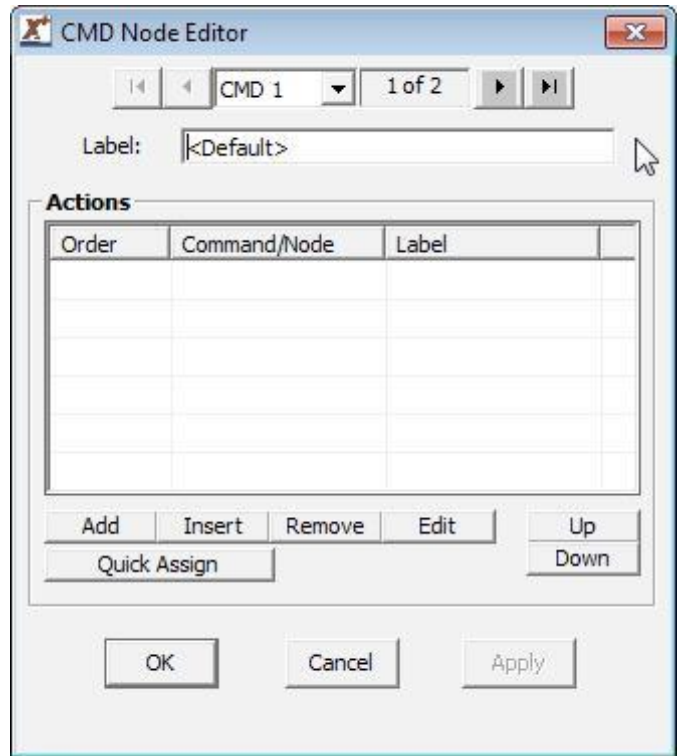 CMD Node Editor
CMD 1 1 of 2
Label: <Default>
Actions
Order Command/Node Label
Add Insert Remove Edit Up
Quick Assign Down
OK Cancel Apply